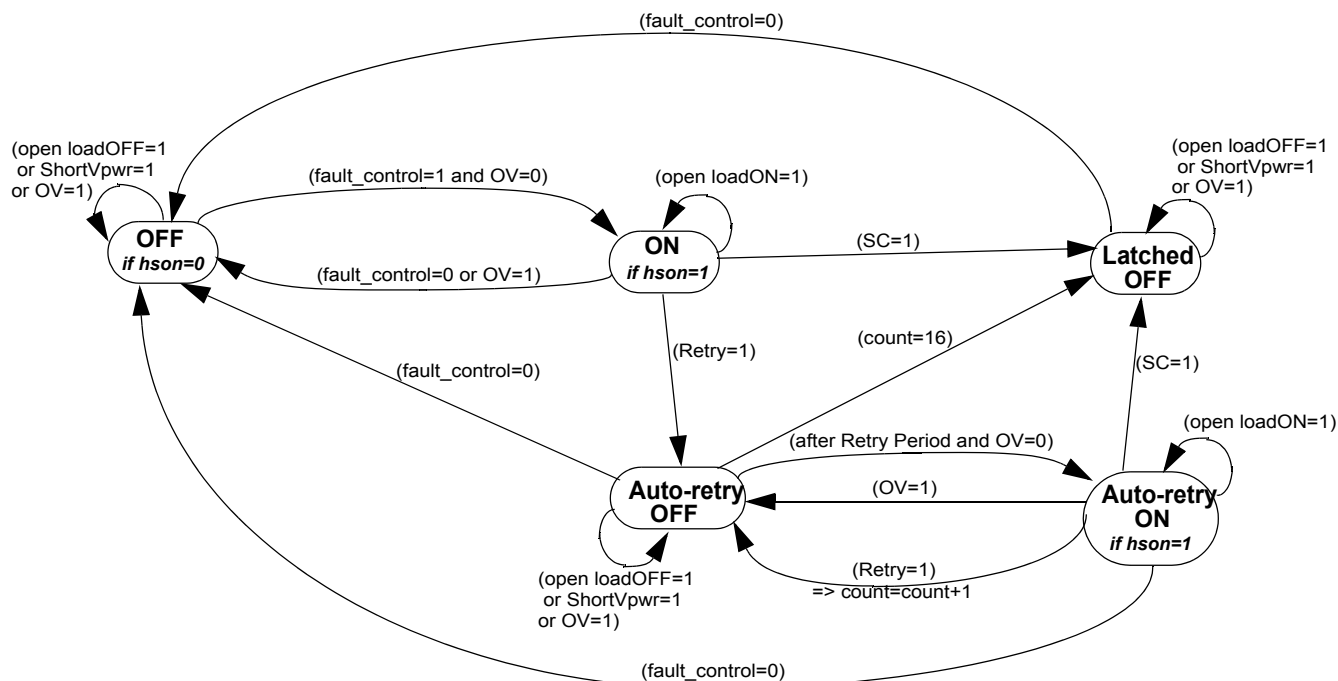 (fault_control=0)
(open loadOFF=1
or ShortVpwr=1
or OV=1)
(fault_control=1 and OV=0)
(open loadON=1)
(open loadOFF=1
or ShortVpwr=1
or OV=1)
OFF
if hson=0
ON
if hson=1
(SC=1)
Latched
OFF
(fault_control=0 or OV=1)
(count=16)
(Retry=1)
(SC=1)
(fault_control=0)
(open loadON=1)
(after Retry Period and OV=0)
Auto-retry
OFF
(OV=1)
Auto-retry
ON
if hson=1
(open loadOFF=1
or ShortVpwr=1
or OV=1)
(Retry=1)
=> count=count+1
(fault_control=0)